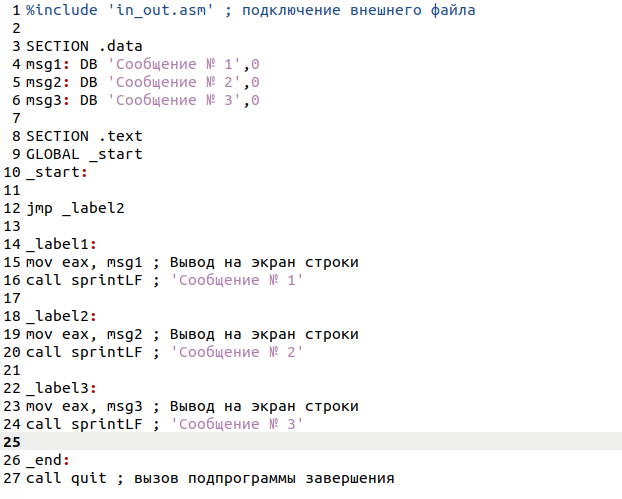 1 %include 'in_out.asm' ; подключение внешнего файла
2
3 SECTION .data
4 msg1: DB 'Сообщение № 1',0
5 msg2: DB 'Сообщение № 2',0
6 msg3: DB 'Сообщение № 3',0
7
8 SECTION .text
9 GLOBAL _start
10 _start:
11
12 jmp _label2
13
14 _label1:
15 mov eax, msg1 ; Вывод на экран строки
16 call sprintLF ; 'Сообщение № 1'
17
18 _label2:
19 mov eax, msg2 ; Вывод на экран строки
20 call sprintLF ; 'Сообщение № 2'
21
22 _label3:
23 mov eax, msg3 ; Вывод на экран строки
24 call sprintLF ; 'Сообщение № 3'
25
26 _end:
27 call quit ; вызов подпрограммы завершения